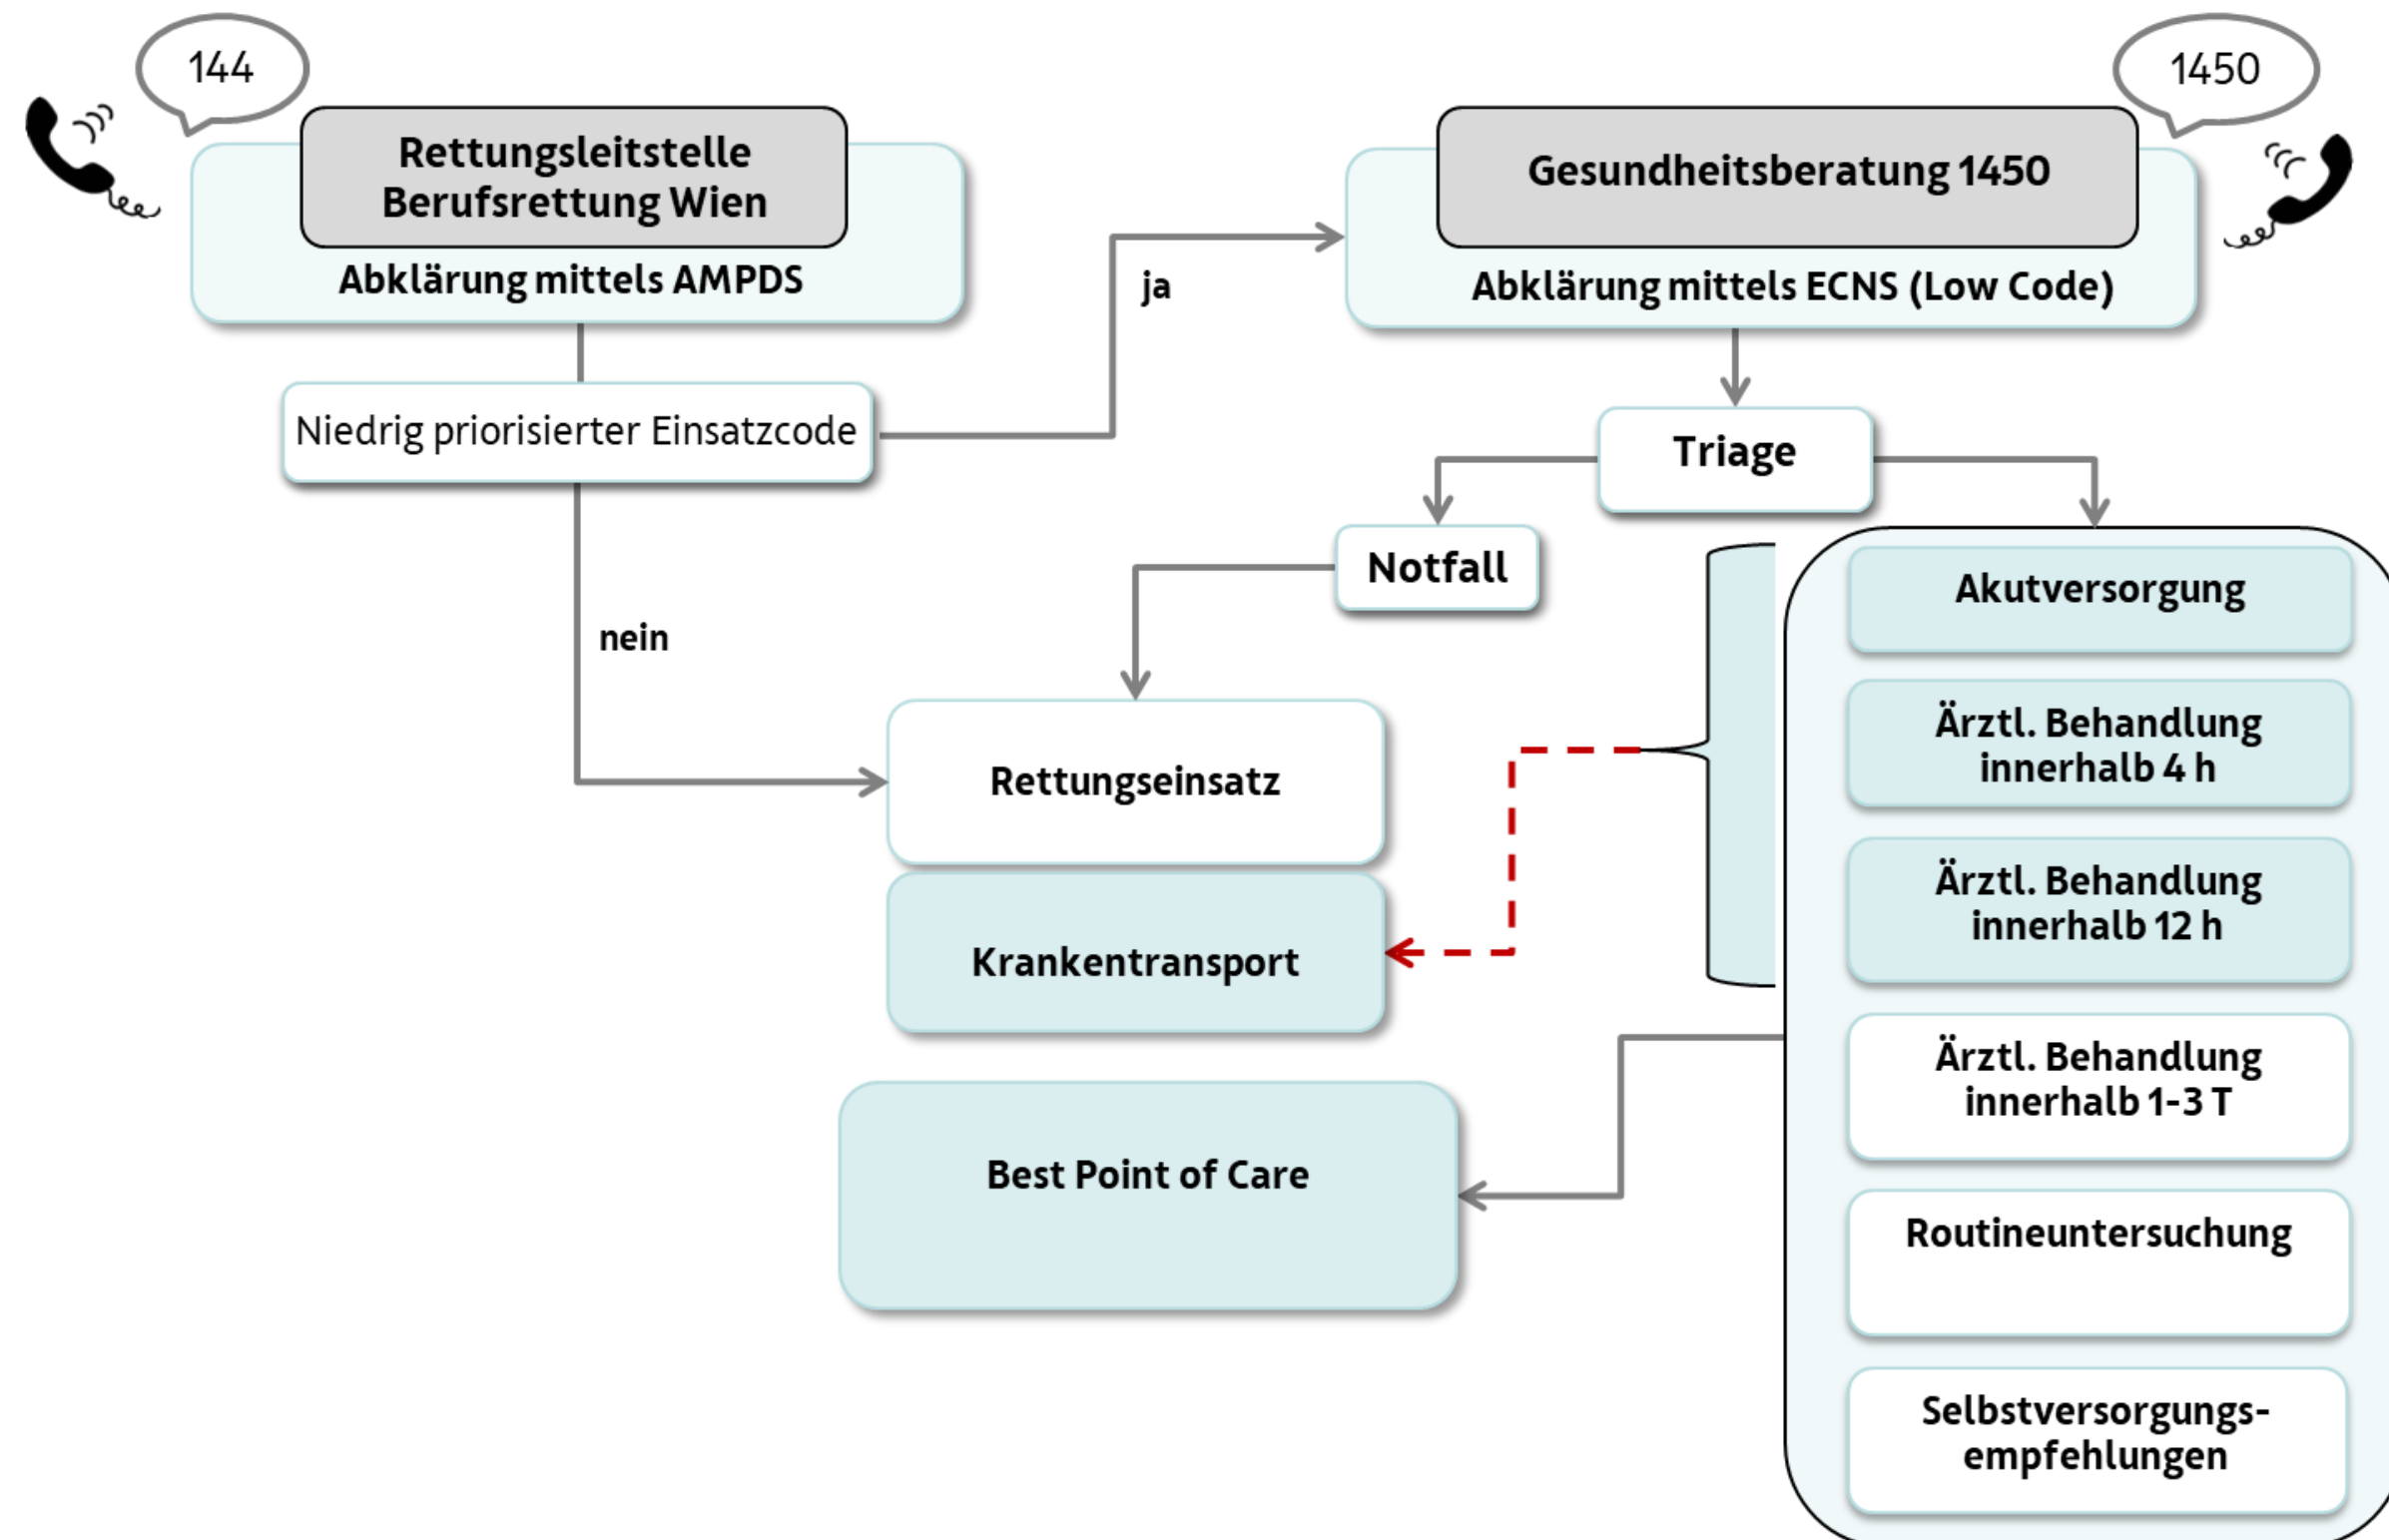 144
1450
Rettungsleitstelle
Berufsrettung Wien
Abklärung mittels AMPDS
Gesundheitsberatung 1450
Abklärung mittels ECNS (Low Code)
ja
Niedrig priorisierter Einsatzcode
nein
Triage
Notfall
Rettungseinsatz
Krankentransport
Best Point of Care
Akutversorgung
Ärztl. Behandlung
innerhalb 4 h
Ärztl. Behandlung
innerhalb 12 h
Ärztl. Behandlung
innerhalb 1-3 T
Routineuntersuchung
Selbstversorgungs-
empfehlungen